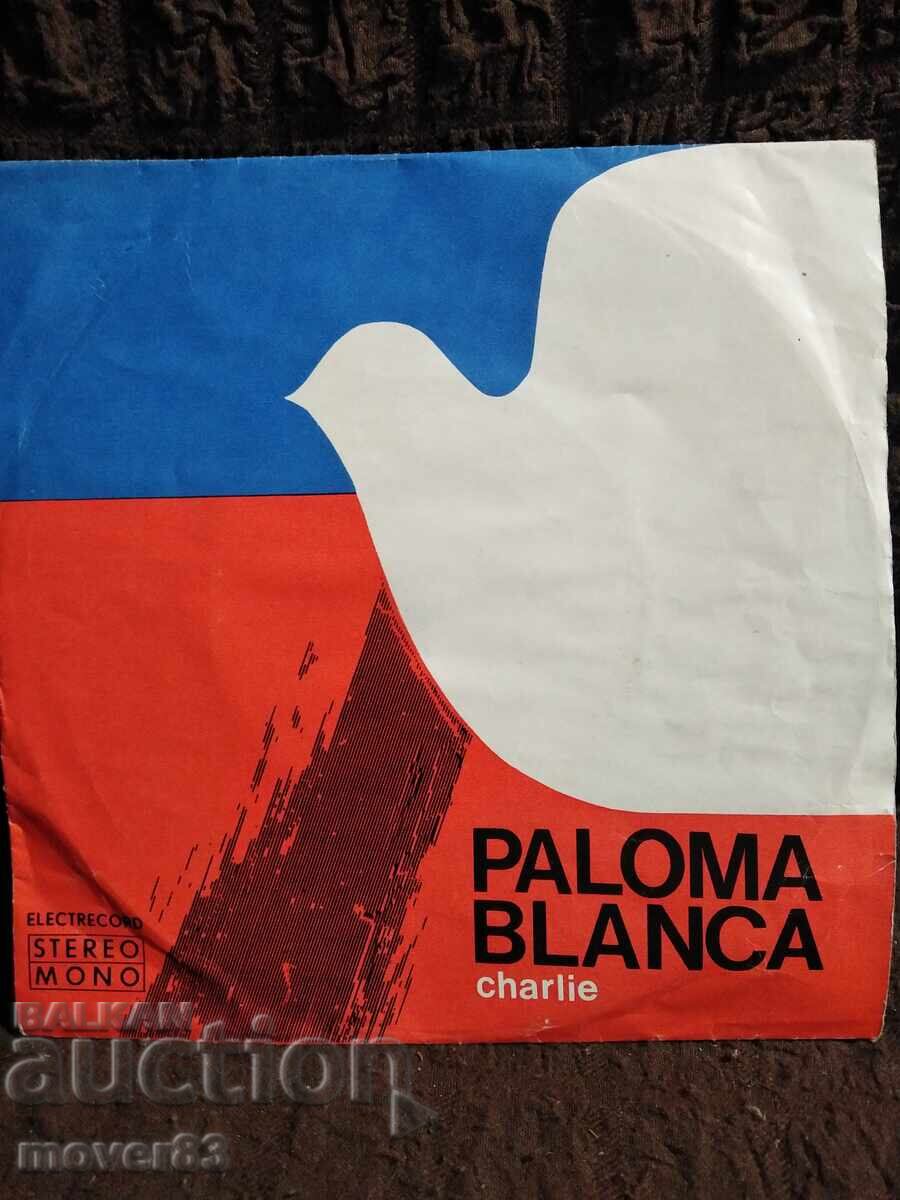 PALOMA
BLANCA
charlie
ELECTRECORD
STEREO
MONO
BALKAN
auction
mover83